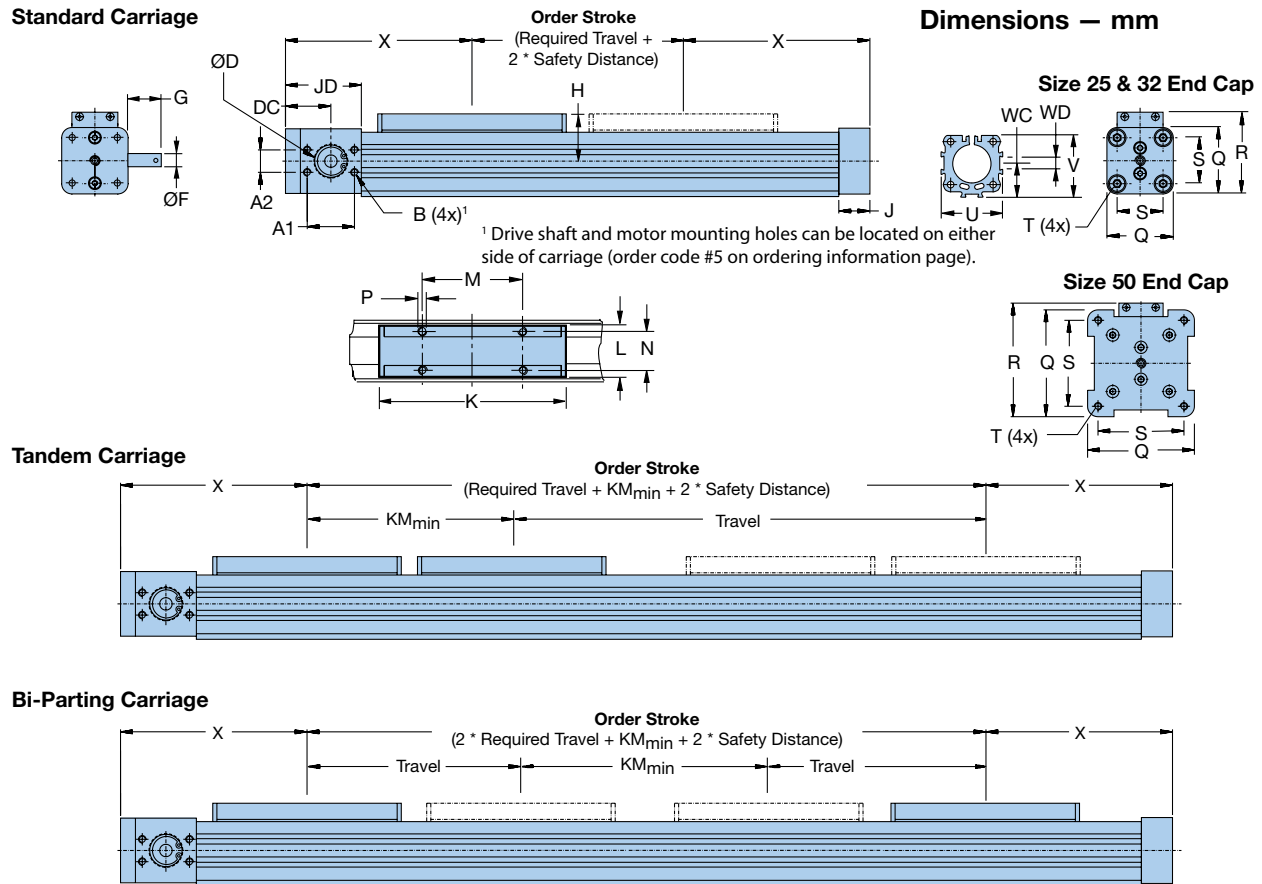 Standard Carriage
Dimensions — mm
Order Stroke
(Required Travel +
2 * Safety Distance)
X
X
ØD
JD
DC
H
G
ØF
A2
A1
B (4x)¹
J
¹ Drive shaft and motor mounting holes can be located on either
side of carriage (order code #5 on ordering information page).
Size 25 & 32 End Cap
WC
WD
V
U
S
Q
R
T (4x)
S
Q
M
P
L
N
K
Size 50 End Cap
R
Q
S
T (4x)
S
Q
Tandem Carriage
Order Stroke
(Required Travel + KMmin + 2 * Safety Distance)
X
X
KMmin
Travel
Bi-Parting Carriage
Order Stroke
(2 * Required Travel + KMmin + 2 * Safety Distance)
X
X
Travel
KMmin
Travel